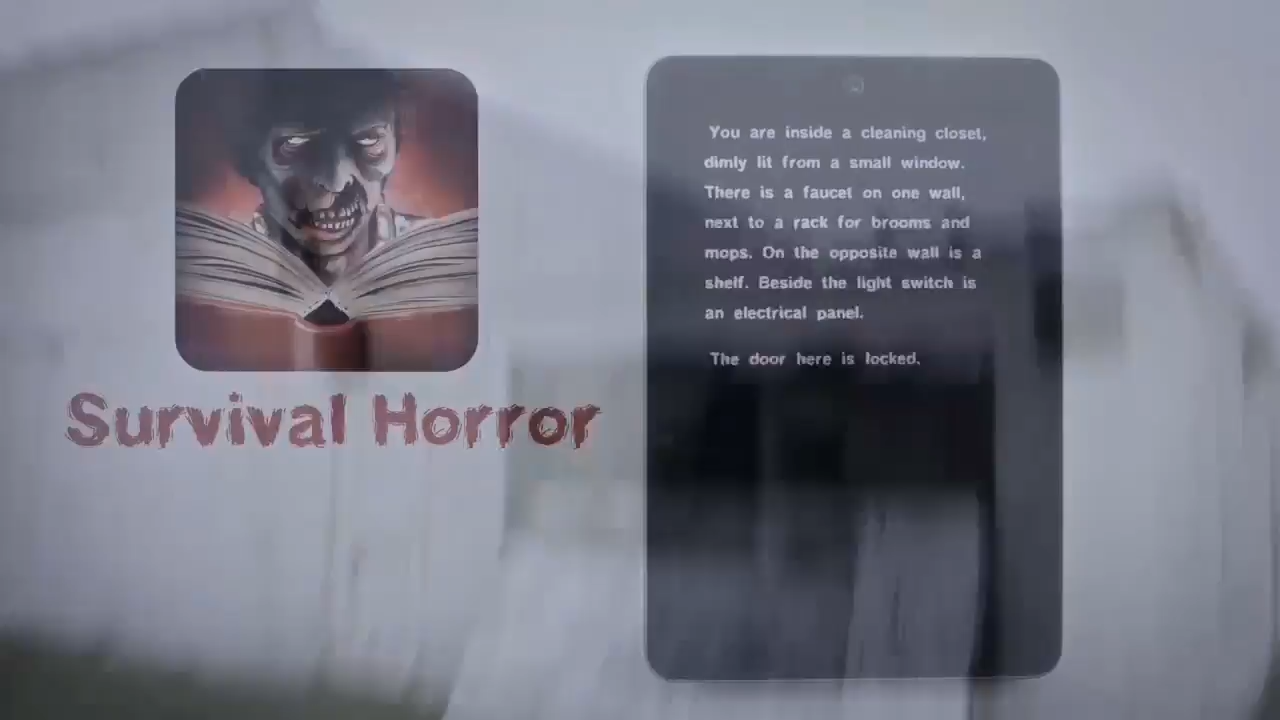 Survival Horror
You are inside a cleaning closet,
dimly lit from a small window.
There is a faucet on one wall,
next to a rack for brooms and
mops. On the opposite wall is a
shelf. Beside the light switch is
an electrical panel.
The door here is locked.